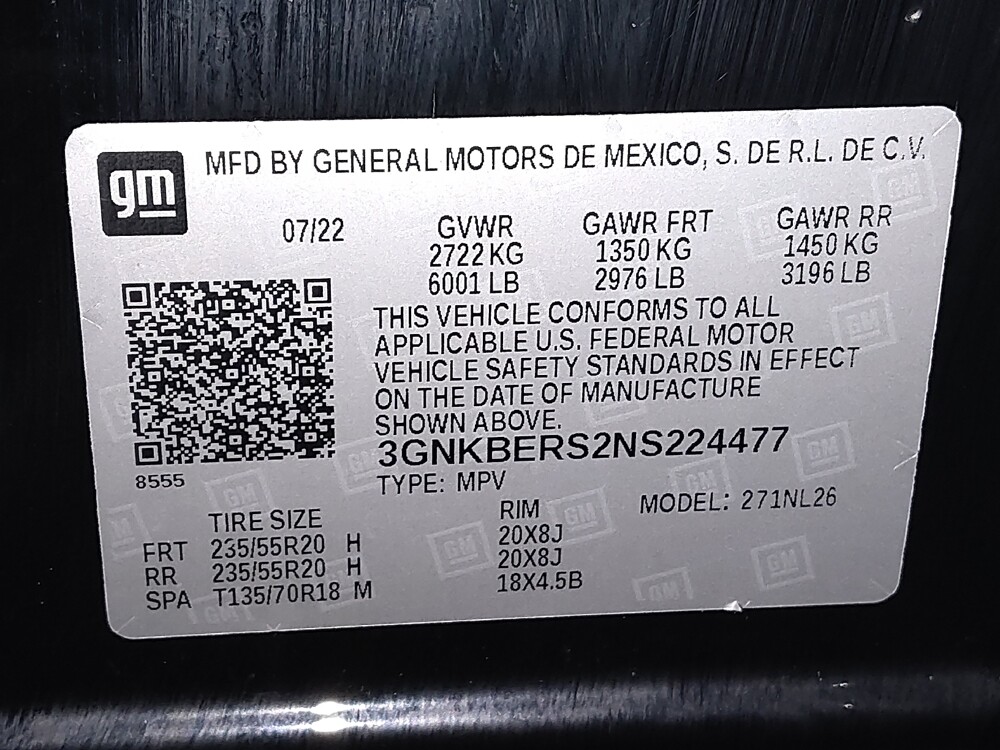 gm
MFD BY GENERAL MOTORS DE MEXICO, S. DE R.L. DE C.V.
07/22
GVWR GAWR FRT GAWR RR
2722 KG 1350 KG 1450 KG
6001 LB 2976 LB 3196 LB
THIS VEHICLE CONFORMS TO ALL
APPLICABLE U.S. FEDERAL MOTOR
VEHICLE SAFETY STANDARDS IN EFFECT
ON THE DATE OF MANUFACTURE
SHOWN ABOVE.
3GNKBERS2NS224477
8555
TYPE: MPV
MODEL: 271NL26
TIRE SIZE RIM
FRT 235/55R20 H 20X8J
RR 235/55R20 H 20X8J
SPA T135/70R18 M 18X4.5B